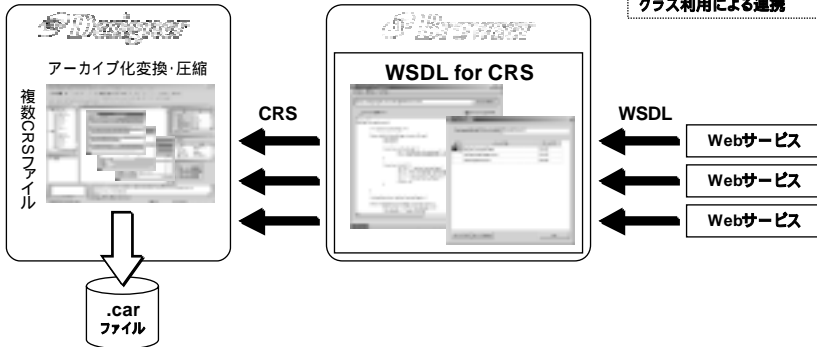 クラス利用による連携
Designer
Browser
アーカイブ化変換・圧縮
複数CRSファイル
WSDL for CRS
CRS
WSDL
Webサービス
Webサービス
Webサービス
.car
ファイル